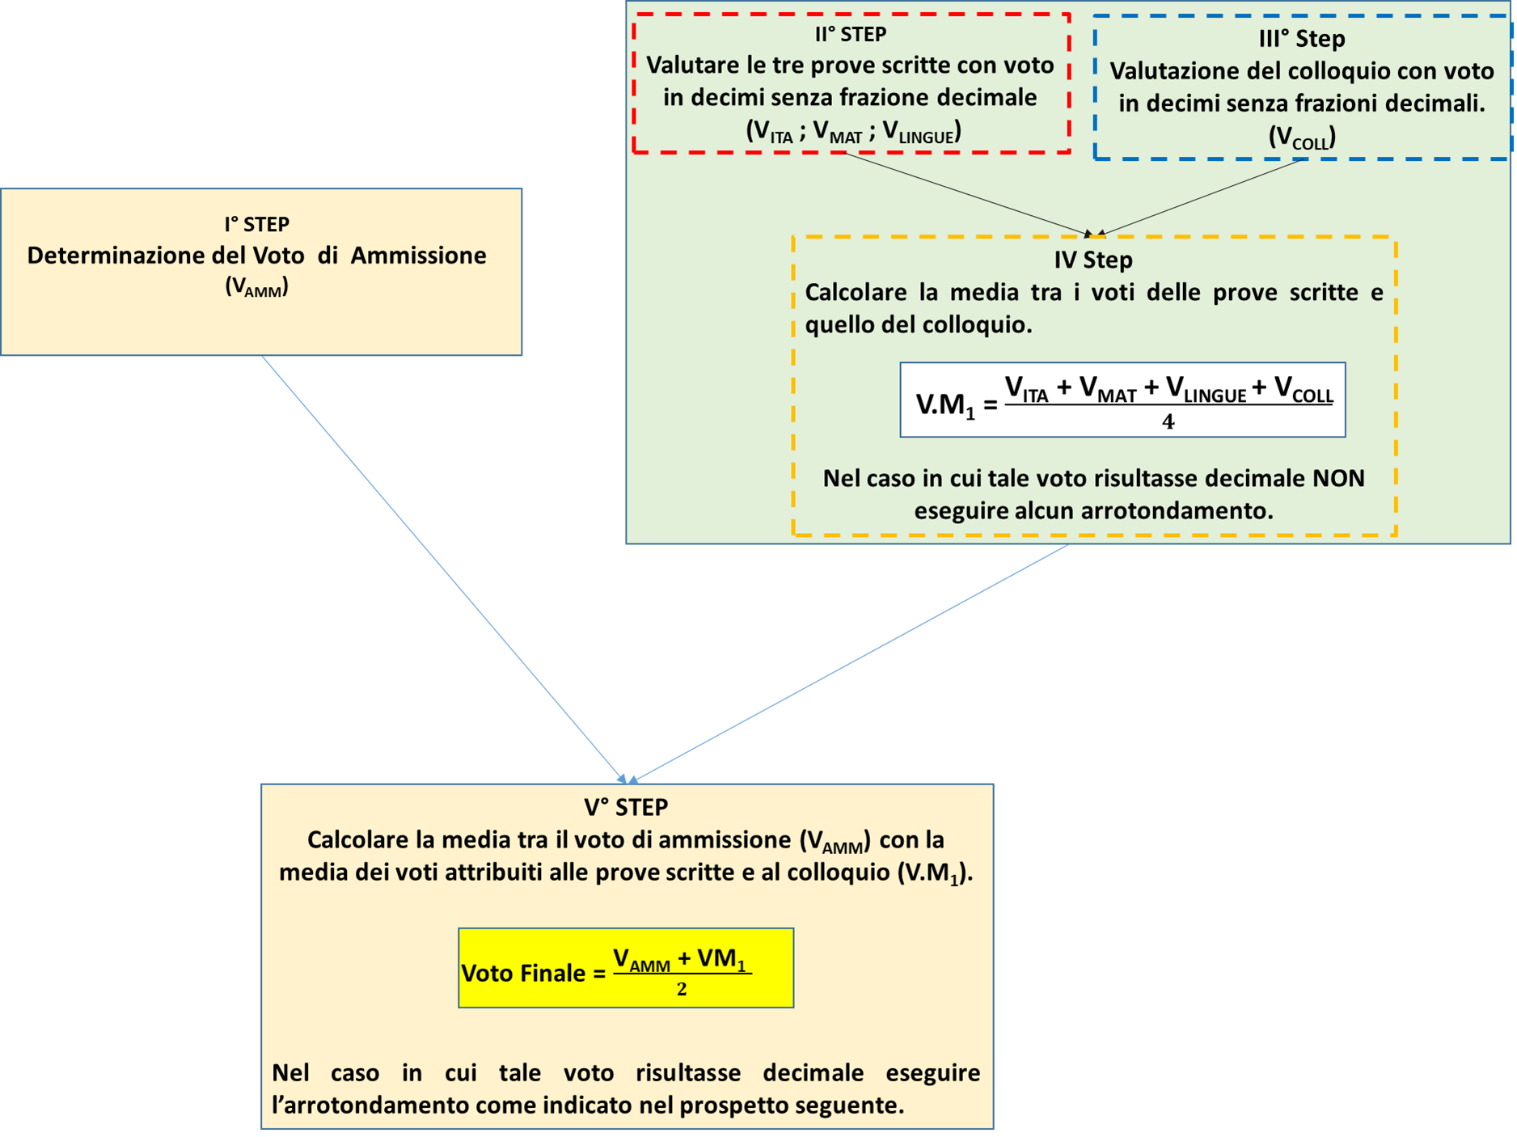 I° STEP
Determinazione del Voto di Ammissione
(VAMM)
II° STEP
Valutare le tre prove scritte con voto
in decimi senza frazione decimale
(VITA ; VMAT ; VLINGUE)
III° Step
Valutazione del colloquio con voto
in decimi senza frazioni decimali.
(VCOLL)
IV Step
Calcolare la media tra i voti delle prove scritte e
quello del colloquio.
V.M1 = VITA + VMAT + VLINGUE + VCOLL
4
Nel caso in cui tale voto risultasse decimale NON
eseguire alcun arrotondamento.
V° STEP
Calcolare la media tra il voto di ammissione (VAMM) con la
media dei voti attribuiti alle prove scritte e al colloquio (V.M1).
Voto Finale = VAMM + VM1
2
Nel caso in cui tale voto risultasse decimale eseguire
l’arrotondamento come indicato nel prospetto seguente.